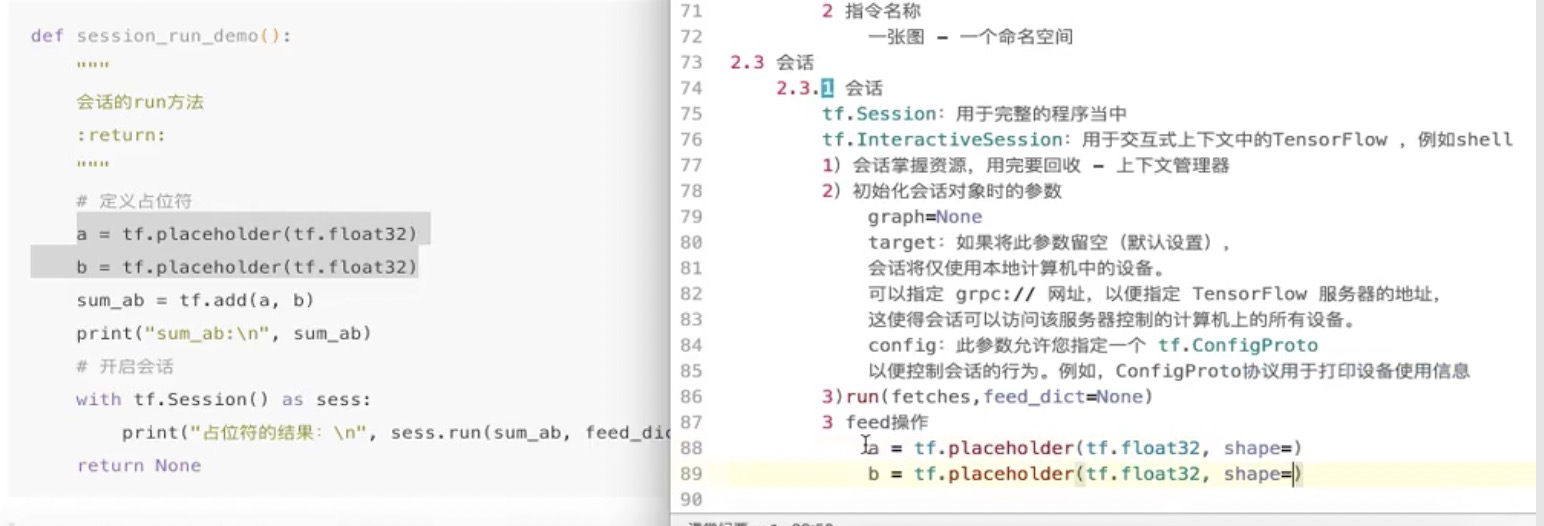 def session_run_demo():
"""
会话的run方法
:return:
"""
# 定义占位符
a = tf.placeholder(tf.float32)
b = tf.placeholder(tf.float32)
sum_ab = tf.add(a, b)
print("sum_ab:\n", sum_ab)
# 开启会话
with tf.Session() as sess:
print("占位符的结果：\n", sess.run(sum_ab, feed_dic
return None
71 2 指令名称
72 一张图 - 一个命名空间
73 2.3 会话
74 2.3.1 会话
75 tf.Session：用于完整的程序当中
76 tf.InteractiveSession：用于交互式上下文中的TensorFlow ，例如shell
77 1）会话掌握资源，用完要回收 - 上下文管理器
78 2）初始化会话对象时的参数
79 graph=None
80 target：如果将此参数留空（默认设置），
81 会话将仅使用本地计算机中的设备。
82 可以指定 grpc:// 网址，以便指定 TensorFlow 服务器的地址，
83 这使得会话可以访问该服务器控制的计算机上的所有设备。
84 config：此参数允许您指定一个 tf.ConfigProto
85 以便控制会话的行为。例如，ConfigProto协议用于打印设备使用信息
86 3)run(fetches,feed_dict=None)
87 3 feed操作
88 a = tf.placeholder(tf.float32, shape=)
89 b = tf.placeholder(tf.float32, shape=)
90